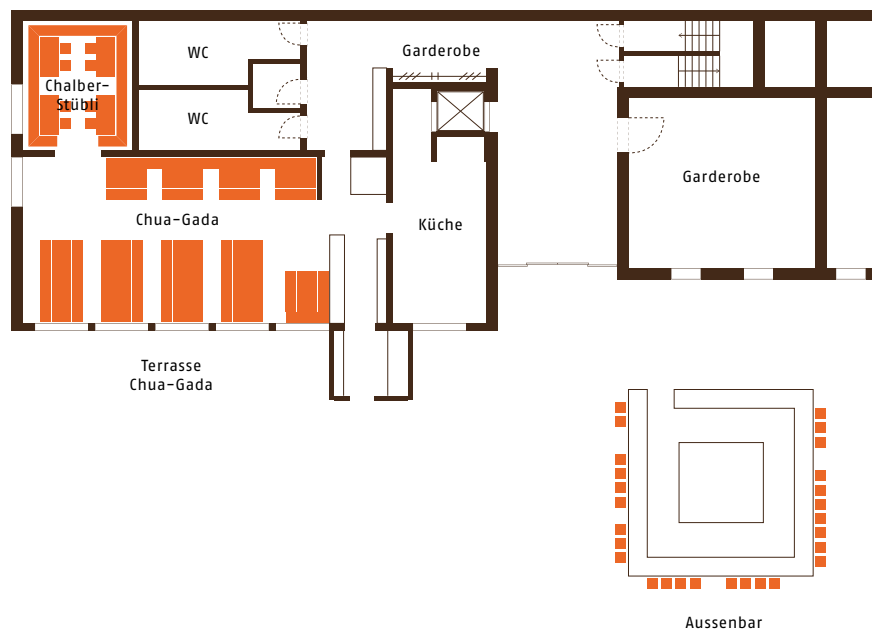 WC
Garderobe
Chalber-
Stübli
WC
Garderobe
Chua-Gada
Küche
Terrasse
Chua-Gada
Aussenbar